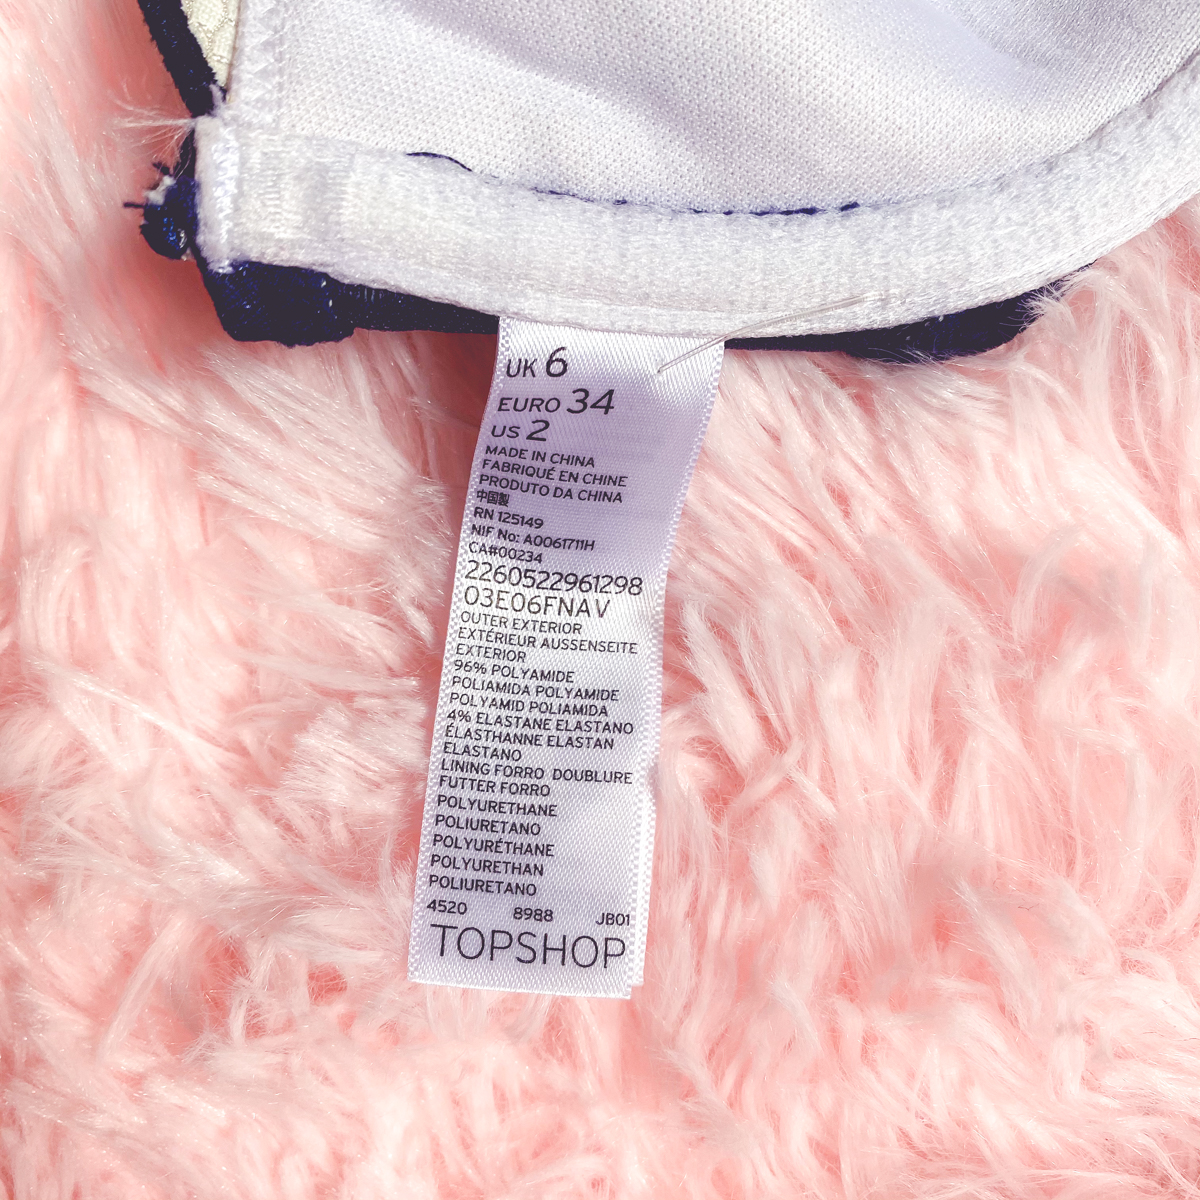 UK 6
EURO 34
US 2
MADE IN CHINA
FABRIQUÉ EN CHINE
PRODUTO DA CHINA
中国製
RN 125149
NIF No: A0061711H
CA#00234
2260522961298
03E06FNAV
OUTER EXTERIOR
EXTÉRIEUR AUSSENSEITE
EXTERIOR
96% POLYAMIDE
POLIAMIDA POLYAMIDE
POLYAMID POLIAMIDA
4% ELASTANE ELASTANO
ÉLASTHANNE ELASTAN
ELASTANO
LINING FORRO DOUBLURE
FUTTER FORRO
POLYURETHANE
POLIURETANO
POLYURÉTHANE
POLYURETHAN
POLIURETANO
4520 8988 JB01
TOPSHOP